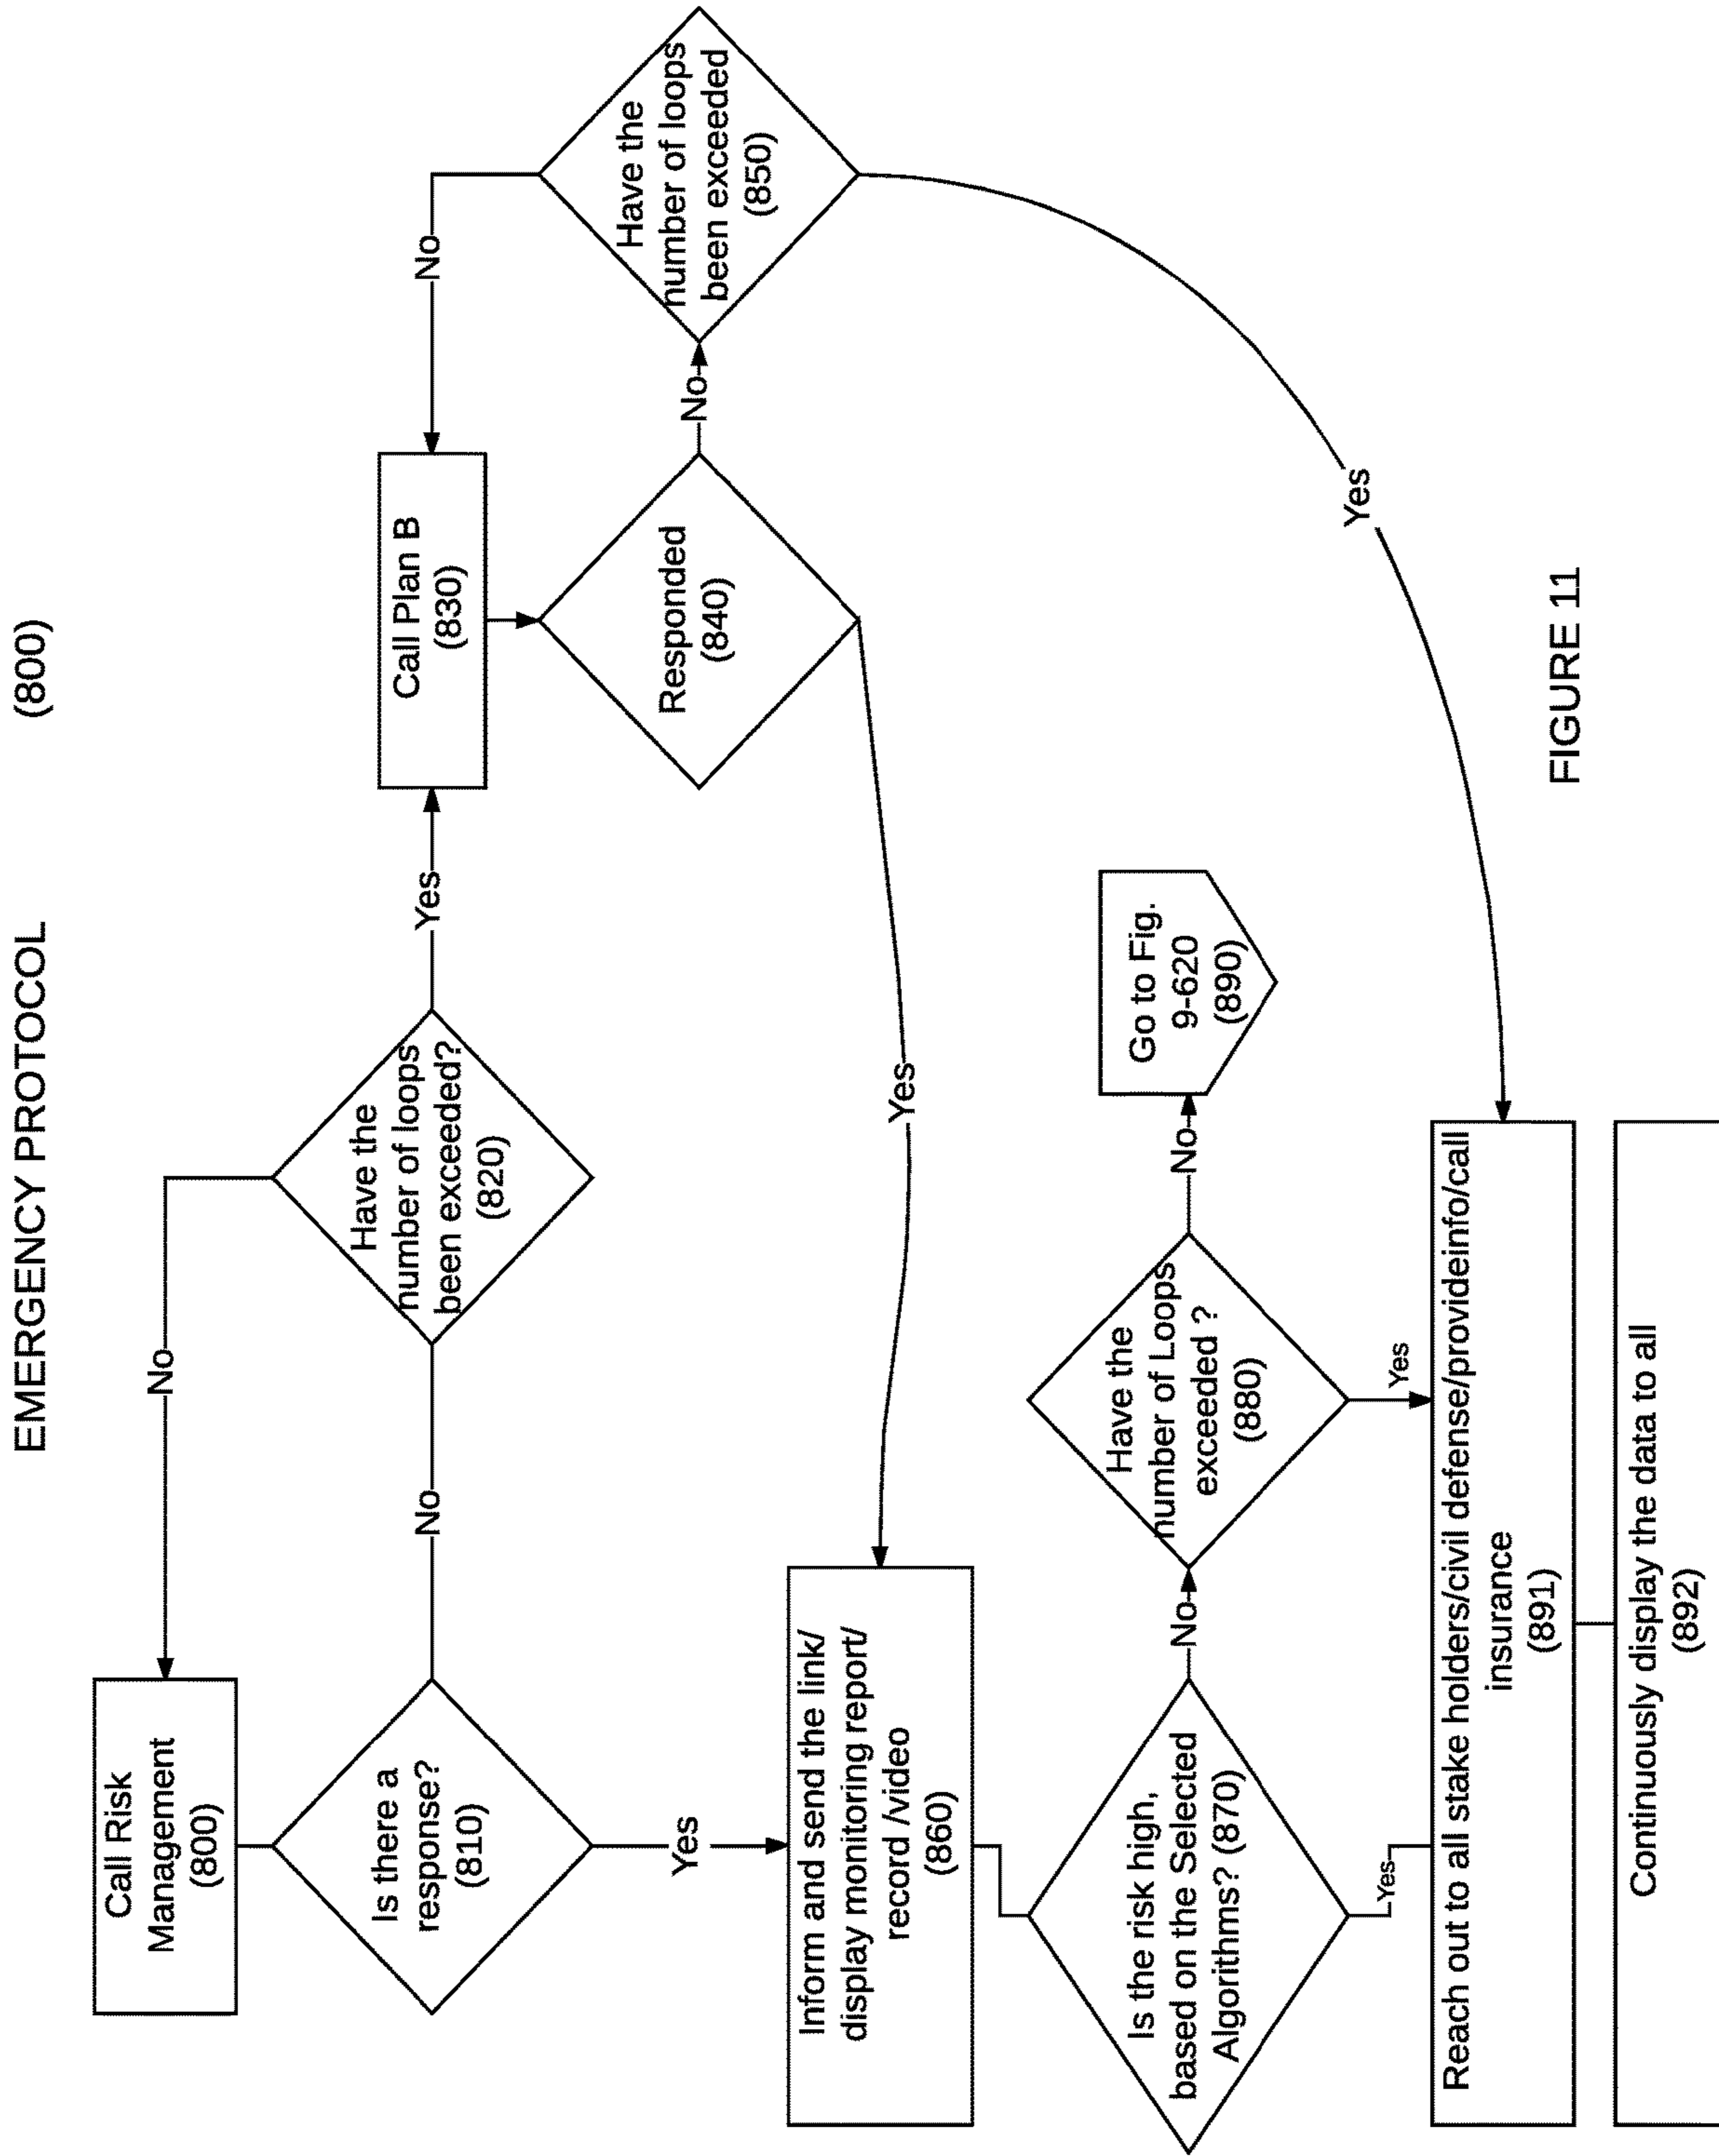 EMERGENCY PROTOCOL (800)
Call Risk
Management
(800)
No
Is there a
response?
(810)
No
Have the
number of loops
been exceeded?
(820)
Yes
Call Plan B
(830)
No
Responded
(840)
No
Have the
number of loops
been exceeded
(850)
Yes
Yes
Yes
Inform and send the link/
display monitoring report/
record /video
(860)
Is the risk high,
based on the Selected
Algorithms? (870)
No
Have the
number of Loops
exceeded ?
(880)
No
Go to Fig.
9-620
(890)
Yes
Yes
Reach out to all stake holders/civil defense/provideinfo/call
insurance
(891)
Continuously display the data to all
(892)
FIGURE 11